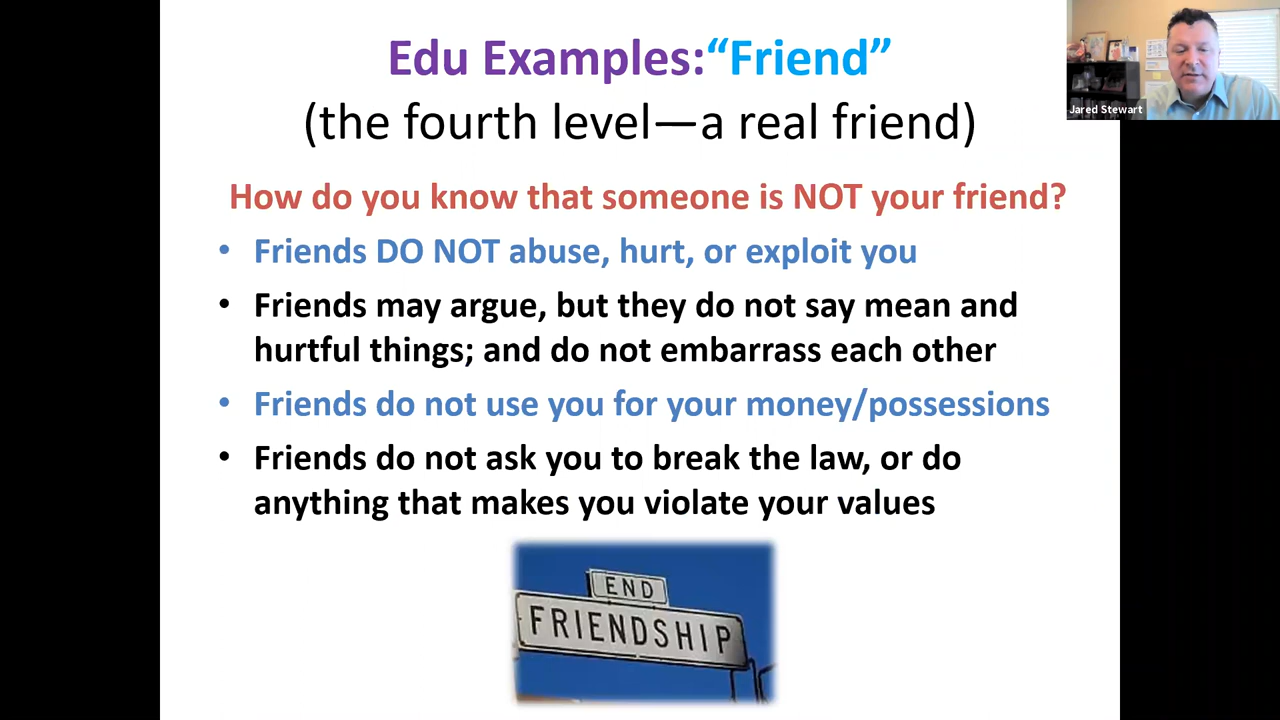 Edu Examples:“Friend”
(the fourth level—a real friend)
Jared Stewart
How do you know that someone is NOT your friend?
• Friends DO NOT abuse, hurt, or exploit you
• Friends may argue, but they do not say mean and
hurtful things; and do not embarrass each other
• Friends do not use you for your money/possessions
• Friends do not ask you to break the law, or do
anything that makes you violate your values
END
FRIENDSHIP